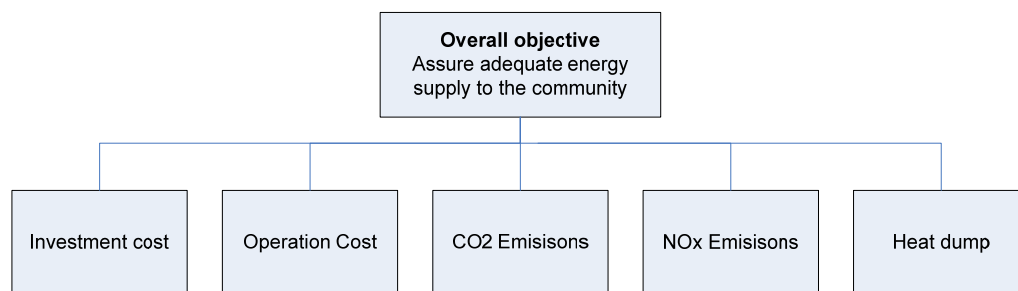 Overall objective
Assure adequate energy
supply to the community
Investment cost
Operation Cost
CO2 Emisisons
NOx Emisisons
Heat dump